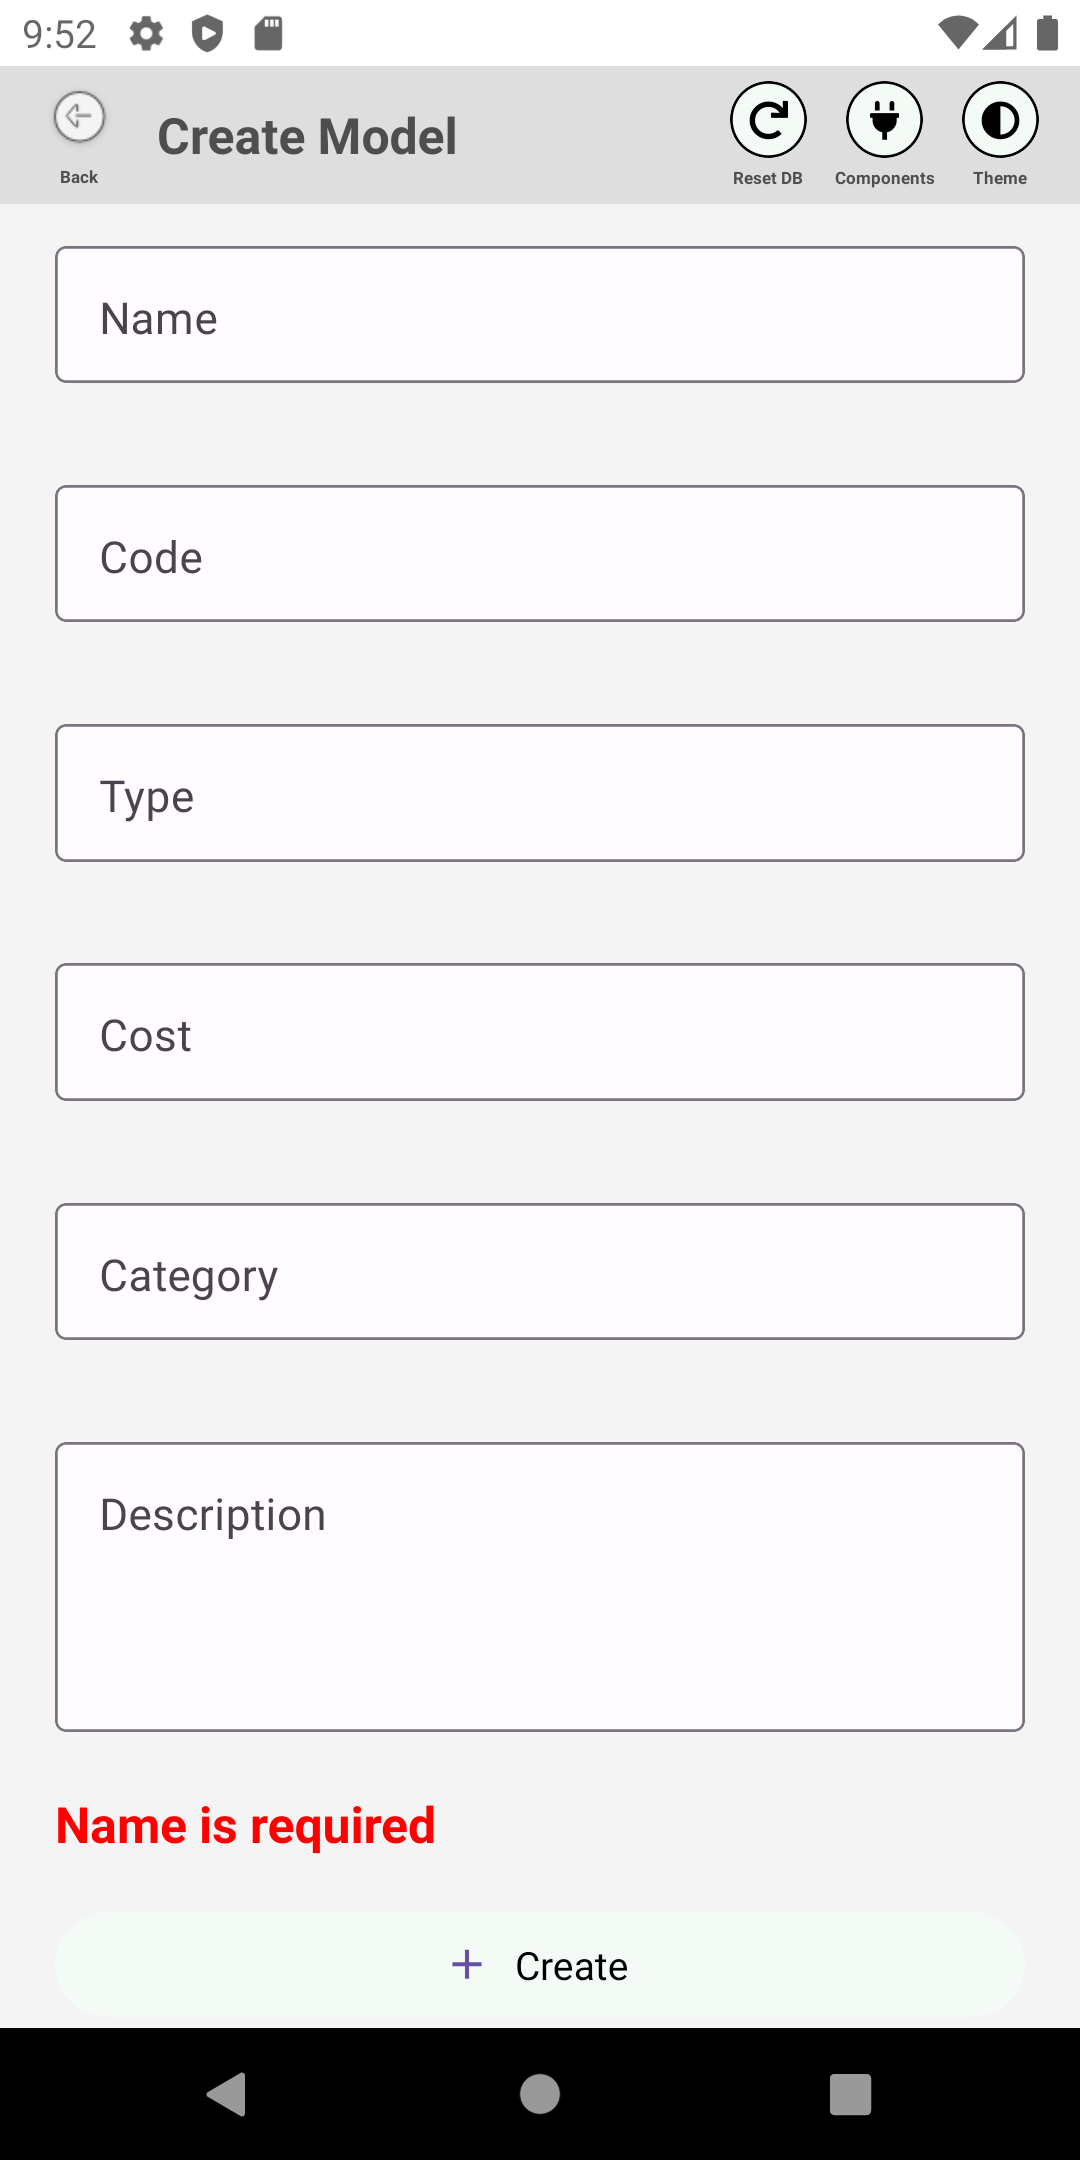 9:52
Back
Create Model
Reset DB
Components
Theme
Name
Code
Type
Cost
Category
Description
Name is required
Create